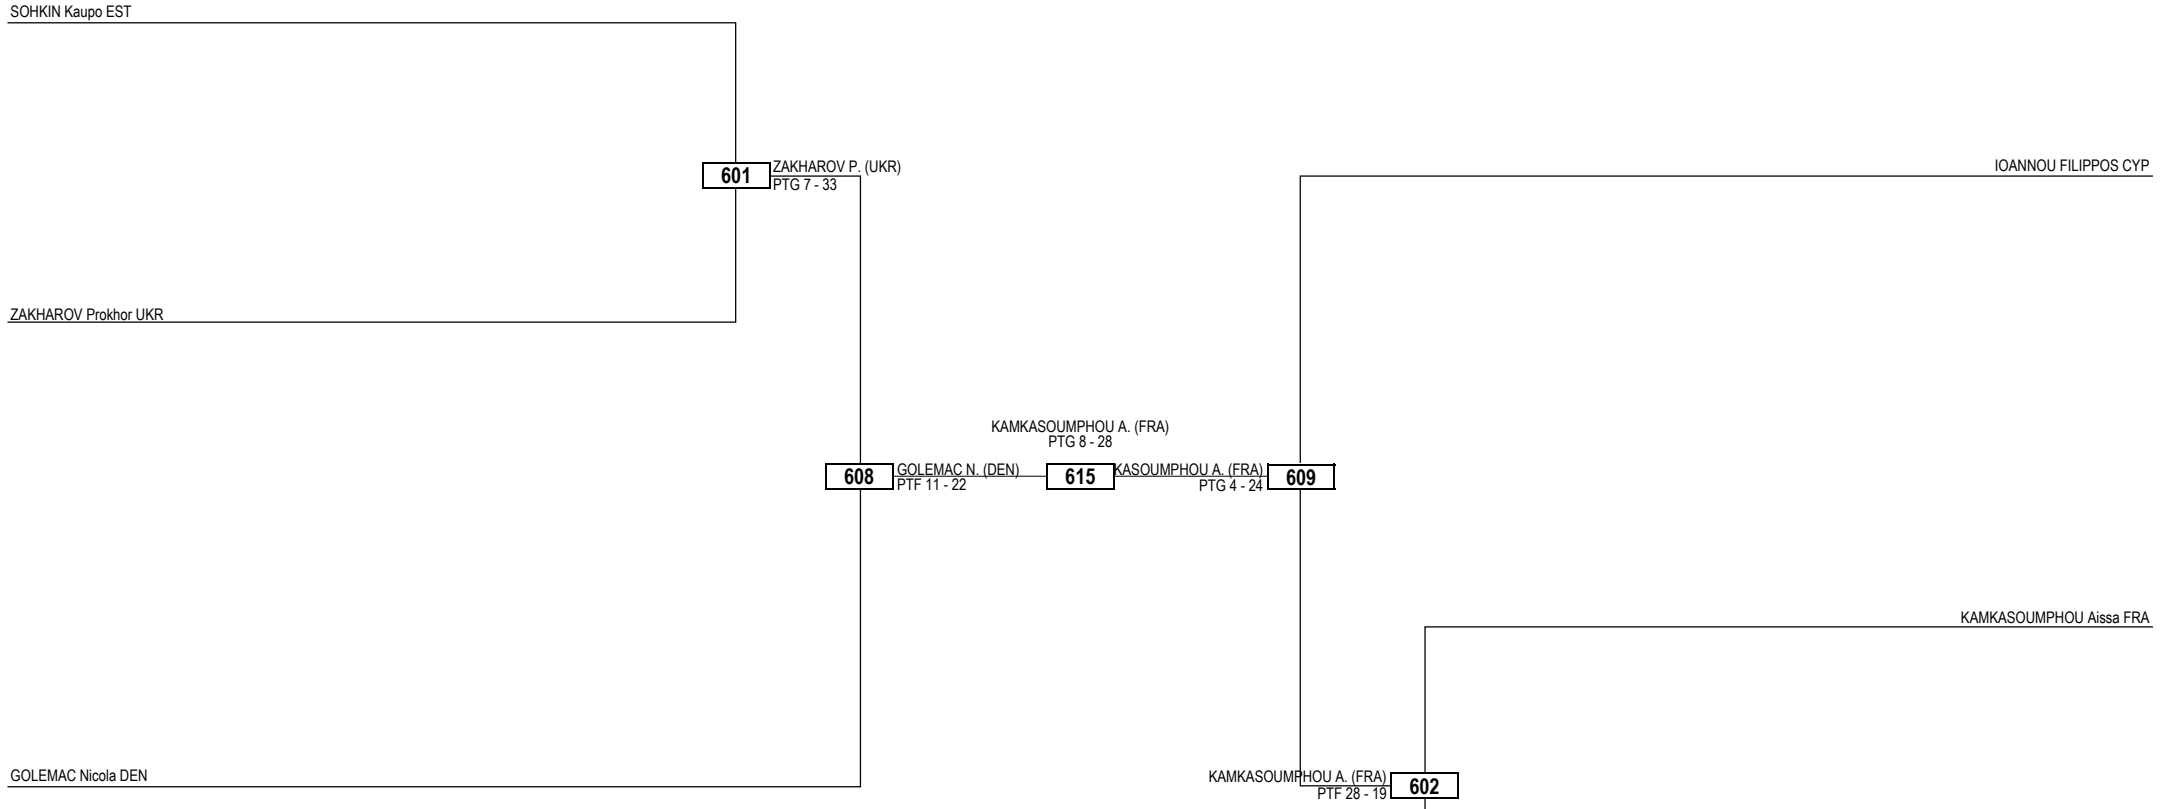 SOHKIN Kaupo EST
601
ZAKHAROV P. (UKR)
PTG 7 - 33
IOANNOU FILIPPOS CYP
ZAKHAROV Prokhor UKR
KAMKASOUMPHOU A. (FRA)
PTG 8 - 28
608
GOLEMAC N. (DEN)
PTF 11 - 22
615
KASOUMPHOU A. (FRA)
PTG 4 - 24
609
KAMKASOUMPHOU Aissa FRA
GOLEMAC Nicola DEN
KAMKASOUMPHOU A. (FRA)
PTF 28 - 19
602